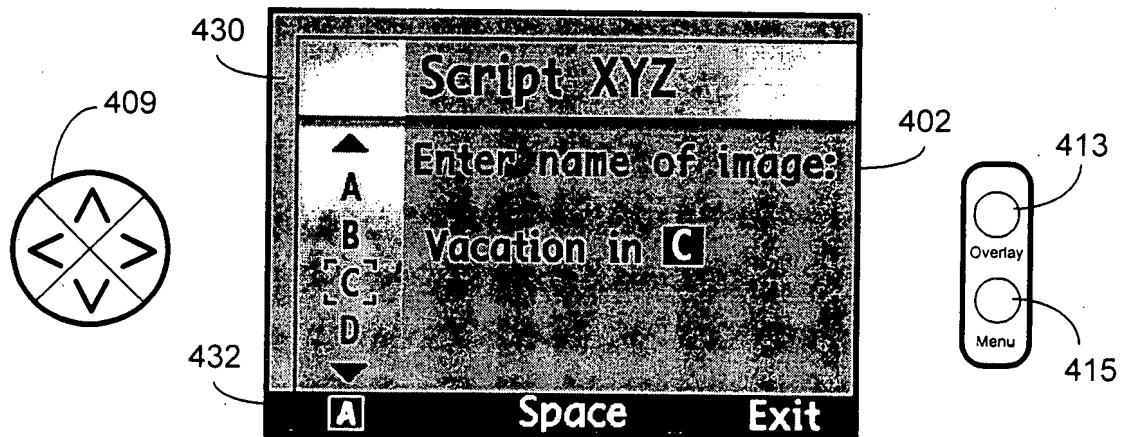 430
Script XYZ
409
402
413
Enter name of image:
A
B
Vacation in C
Overlay
C
D
Menu
432
415
A Space Exit